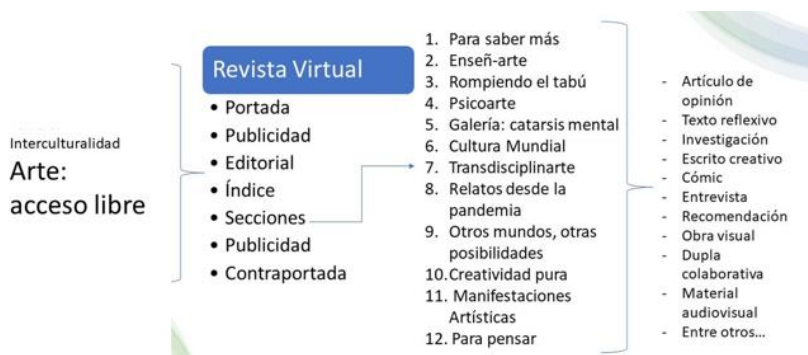 Interculturalidad
Arte:
acceso libre
Revista Virtual
• Portada
• Publicidad
• Editorial
• Índice
• Secciones
• Publicidad
• Contraportada
1. Para saber más
2. Enseñ-arte
3. Rompiendo el tabú
4. Psicoarte
5. Galería: catarsis mental
6. Cultura Mundial
7. Transdisciplinarte
8. Relatos desde la
pandemia
9. Otros mundos, otras
posibilidades
10. Creatividad pura
11. Manifestaciones
Artísticas
12. Para pensar
- Artículo de
opinión
- Texto reflexivo
- Investigación
- Escrito creativo
- Cómic
- Entrevista
- Recomendación
- Obra visual
- Dupla
colaborativa
- Material
audiovisual
- Entre otros...